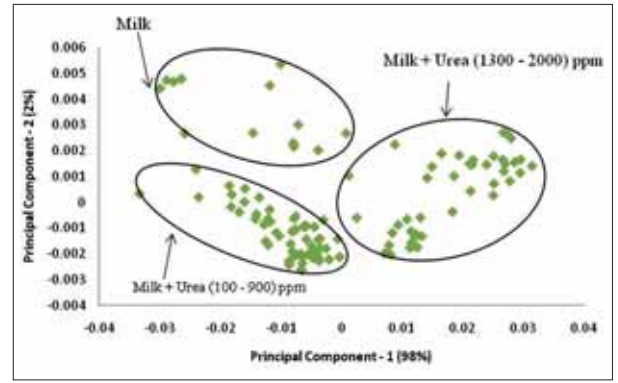 Milk
Milk + Urea (1300 - 2000) ppm
Principal Component - 2 (2%)
0.006
0.005
0.004
0.003
0.002
0.001
0
-0.001
-0.002
-0.003
-0.004
Milk + Urea (100 - 900) ppm
-0.04 -0.03 -0.02 -0.01 0 0.01 0.02 0.03 0.04
Principal Component - 1 (98%)